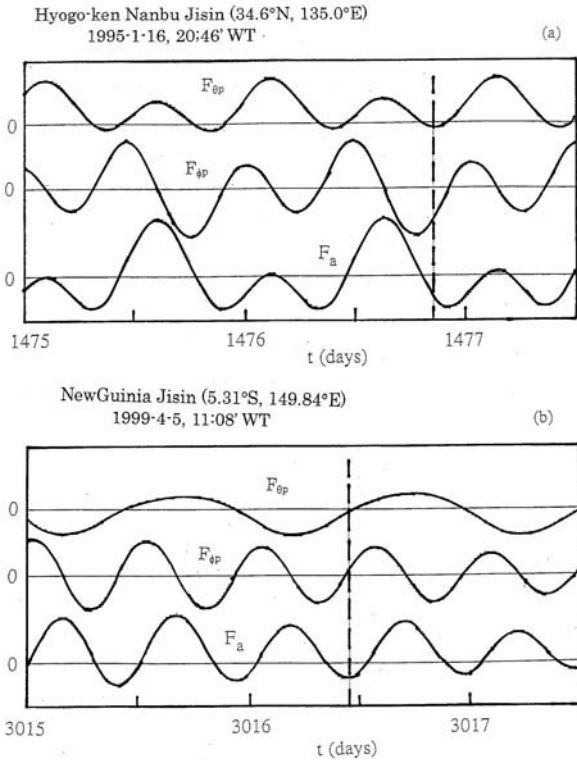 Hyogo-ken Nanbu Jisin (34.6°N, 135.0°E)
1995-1-16, 20:46' WT
(a)
Fθp
0
Fφp
0
Fa
0
1475
1476
1477
t (days)
NewGuinia Jisin (5.31°S, 149.84°E)
1999-4-5, 11:08' WT
(b)
Fθp
0
Fφp
0
Fa
0
3015
3016
3017
t (days)